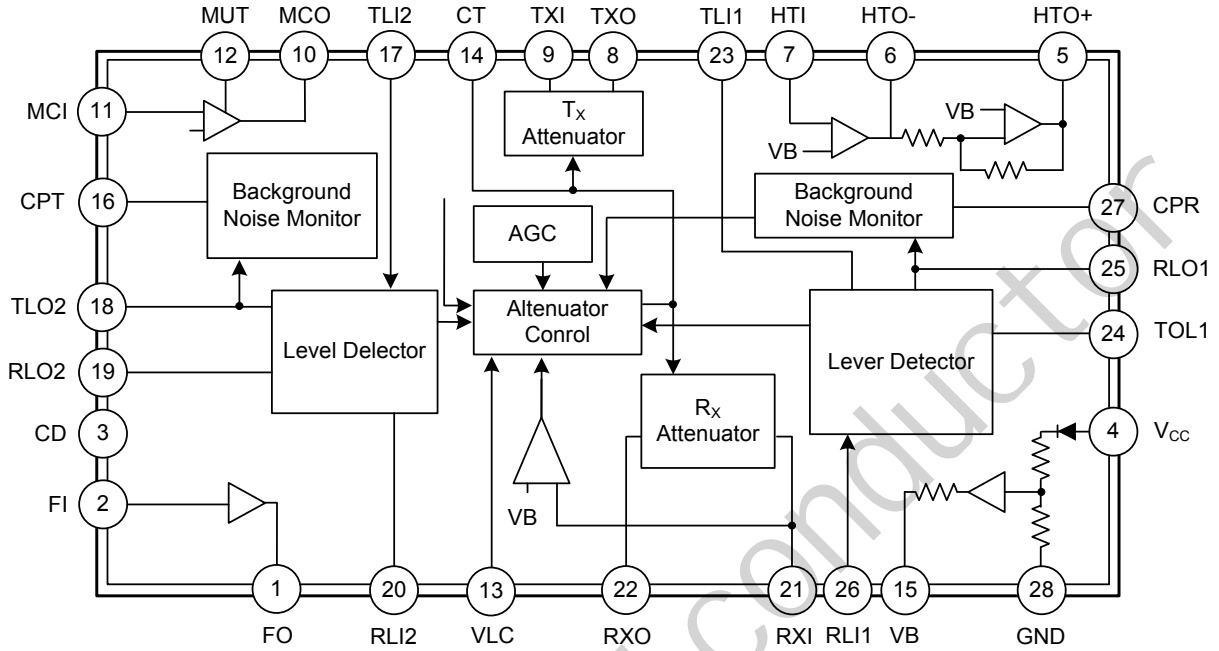 MUT MCO TLI2 CT TXI TXO TLI1 HTI HTO- HTO+
12 10 17 14 9 8 23 7 6 5
MCI 11
TX
Attenuator
VB
VB
CPT 16
Background
Noise Monitor
AGC
Background
Noise Monitor
27 CPR
25 RLO1
TLO2 18
Level Delector
Altenuator
Conrol
Lever Detector
24 TOL1
RLO2 19
RX
Attenuator
CD 3
4 VCC
FI 2
VB
1 20 13 22 21 26 15 28
FO RLI2 VLC RXO RXI RLI1 VB GND
conductor